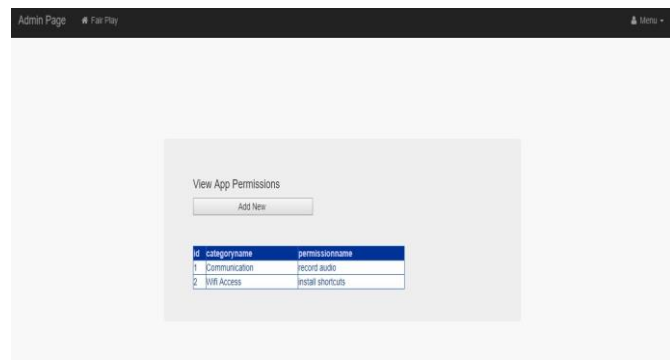 Admin Page Fair Play Menu
View App Permissions
Add New
id categoryname permissionname
1 Communication record audio
2 Wifi Access install shortcuts